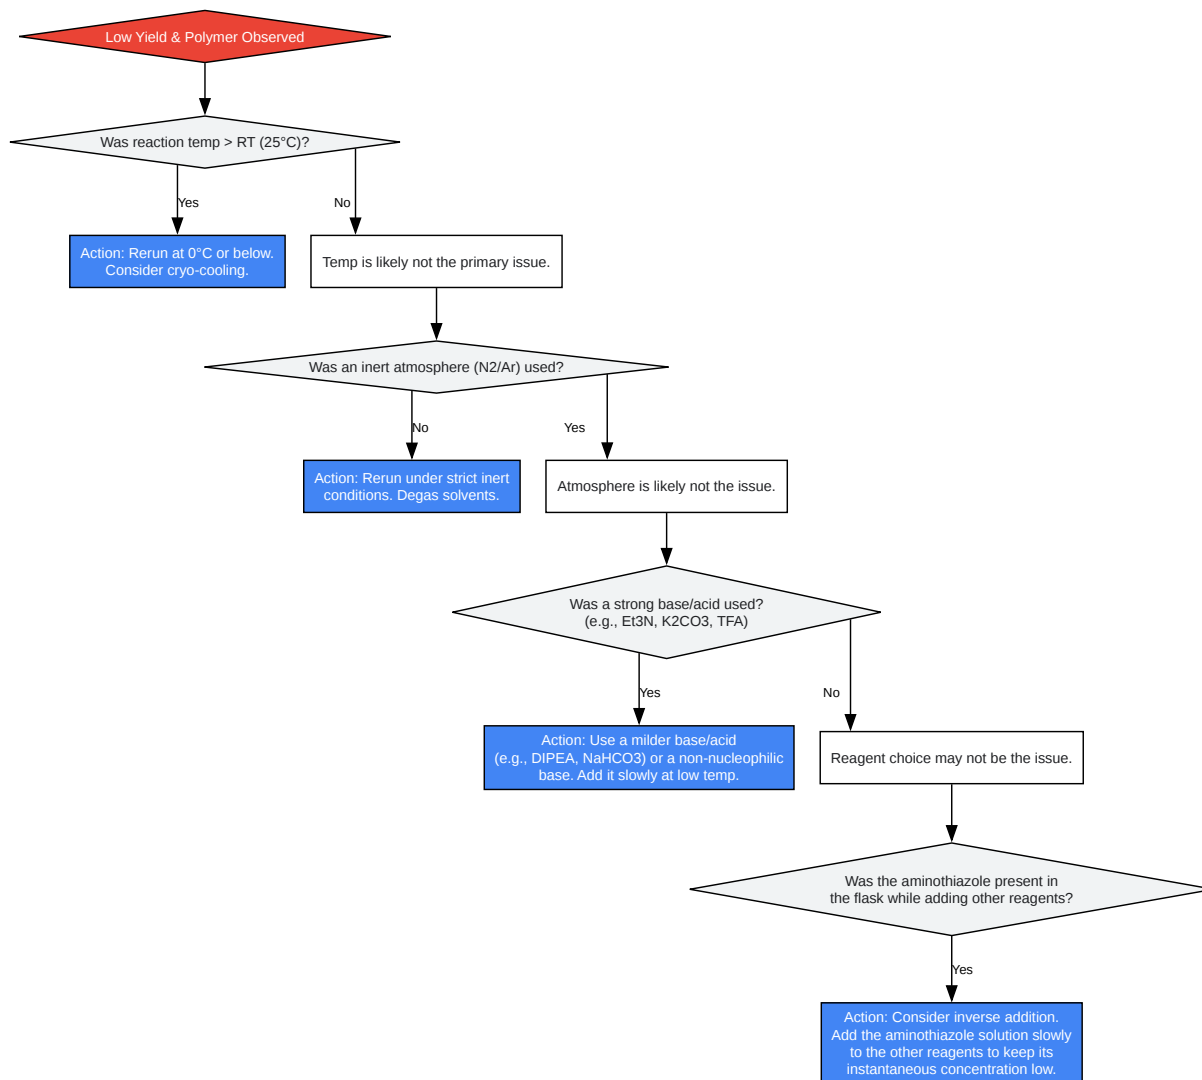 Low Yield & Polymer Observed
Was reaction temp > RT (25°C)?
Yes
No
Action: Rerun at 0°C or below.
Consider cryo-cooling.
Temp is likely not the primary issue.
Was an inert atmosphere (N2/Ar) used?
No
Yes
Action: Rerun under strict inert
conditions. Degas solvents.
Atmosphere is likely not the issue.
Was a strong base/acid used?
(e.g., Et3N, K2CO3, TFA)
Yes
No
Action: Use a milder base/acid
(e.g., DIPEA, NaHCO3) or a non-nucleophilic
base. Add it slowly at low temp.
Reagent choice may not be the issue.
Was the aminothiazole present in
the flask while adding other reagents?
Yes
Action: Consider inverse addition.
Add the aminothiazole solution slowly
to the other reagents to keep its
instantaneous concentration low.